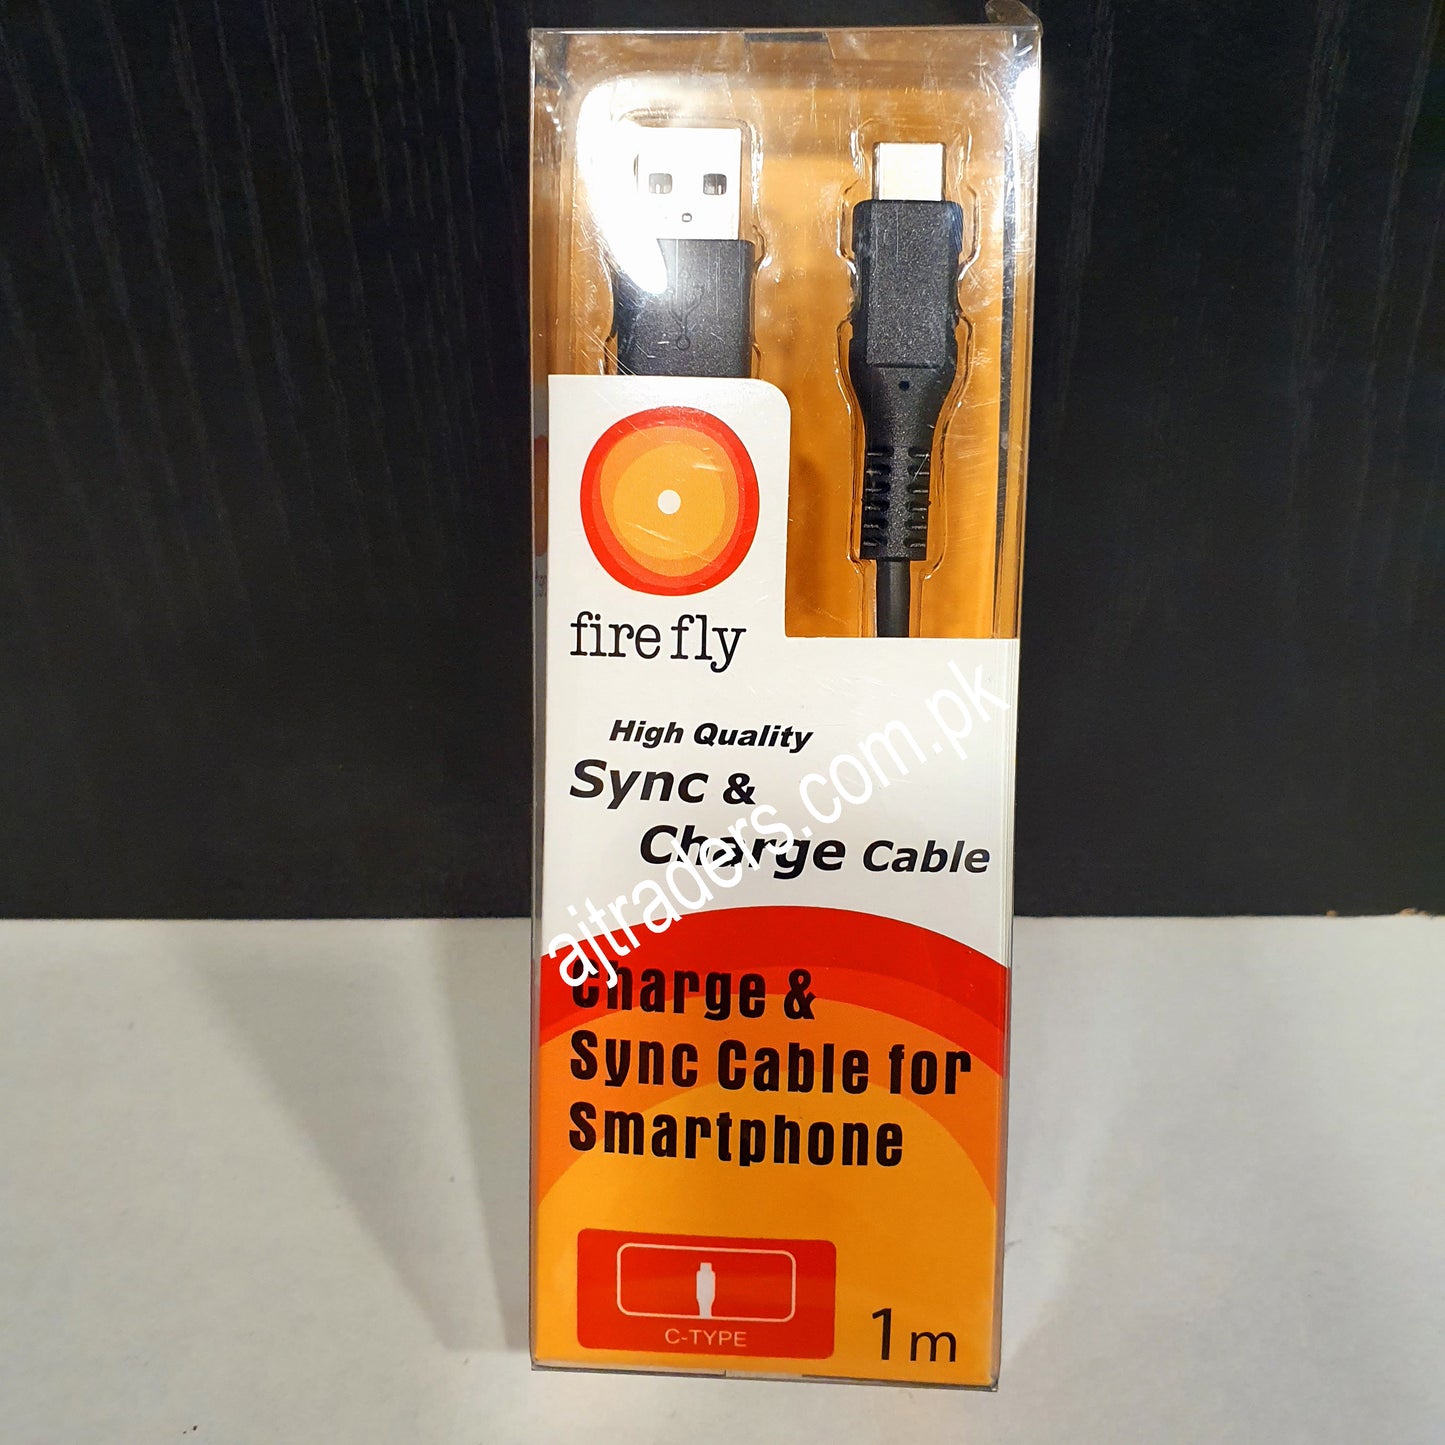 fire fly
High Quality
Sync &
Charge Cable
ajtraders.com.pk
Charge &
Sync Cable for
Smartphone
C-TYPE
1m